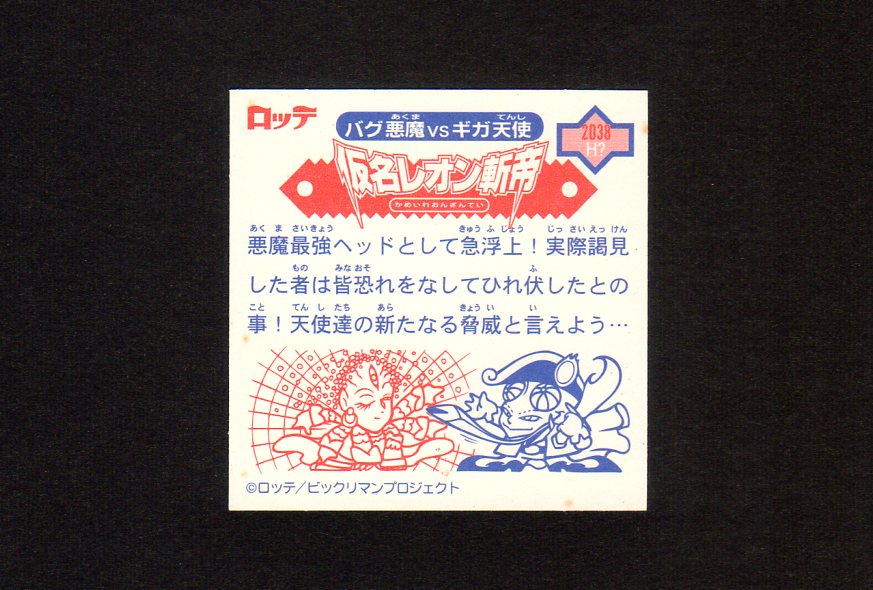 ロッテ
バグ悪魔vsギガ天使
あくま てんし
2038
H?
仮名レオン斬帝
かめいれおんざんてい
あくま さいきょう きゅうふじょう じっさいえっけん
悪魔最強ヘッドとして急浮上！実際謁見
もの みなおそ ふ
した者は皆恐れをなしてひれ伏したとの
こと てんしたち あら きょうい い
事！天使達の新たなる脅威と言えよう…
©ロッテ／ビックリマンプロジェクト